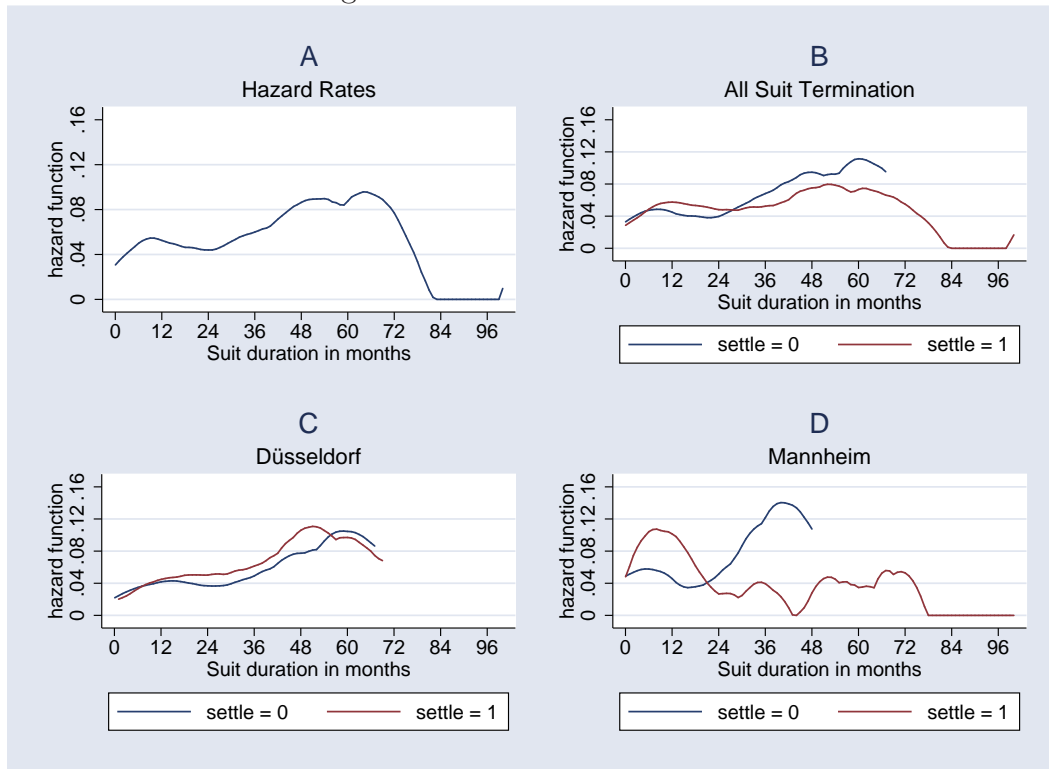 A
Hazard Rates
hazard function
0 .04 .08 .12 .16
0 12 24 36 48 60 72 84 96
Suit duration in months
B
All Suit Termination
hazard function
0 .04 .08 .12 .16
0 12 24 36 48 60 72 84 96
Suit duration in months
settle = 0 settle = 1
C
Düsseldorf
hazard function
0 .04 .08 .12 .16
0 12 24 36 48 60 72 84 96
Suit duration in months
settle = 0 settle = 1
D
Mannheim
hazard function
0 .04 .08 .12 .16
0 12 24 36 48 60 72 84 96
Suit duration in months
settle = 0 settle = 1